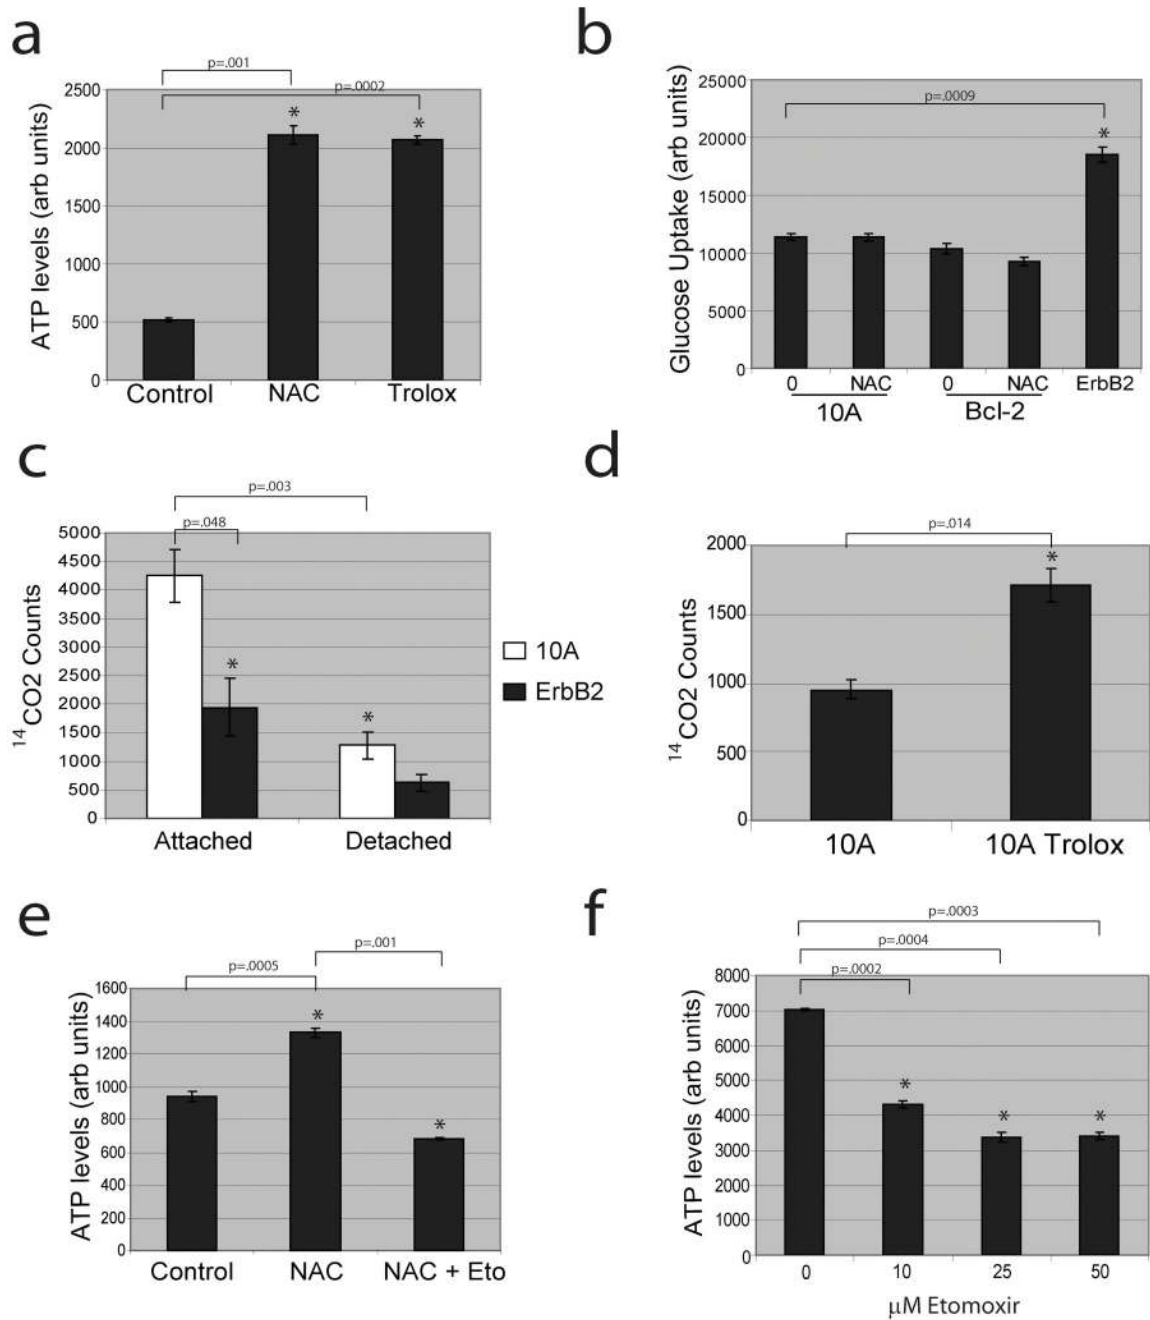 a
p=.001
p=.0002
2500
2000
1500
1000
500
0
ATP levels (arb units)
*
*
Control NAC Trolox
b
p=.0009
25000
20000
15000
10000
5000
0
Glucose Uptake (arb units)
*
0 NAC 0 NAC ErbB2
10A Bcl-2
c
p=.003
p=.048
5000
4500
4000
3500
3000
2500
2000
1500
1000
500
0
14CO2 Counts
*
*
10A
ErbB2
Attached Detached
d
p=.014
2000
1500
1000
500
0
14CO2 Counts
*
10A 10A Trolox
e
p=.001
p=.0005
1600
1400
1200
1000
800
600
400
200
0
ATP levels (arb units)
*
*
Control NAC NAC + Eto
f
p=.0003
p=.0004
p=.0002
8000
7000
6000
5000
4000
3000
2000
1000
0
ATP levels (arb units)
*
*
*
0 10 25 50
μM Etomoxir